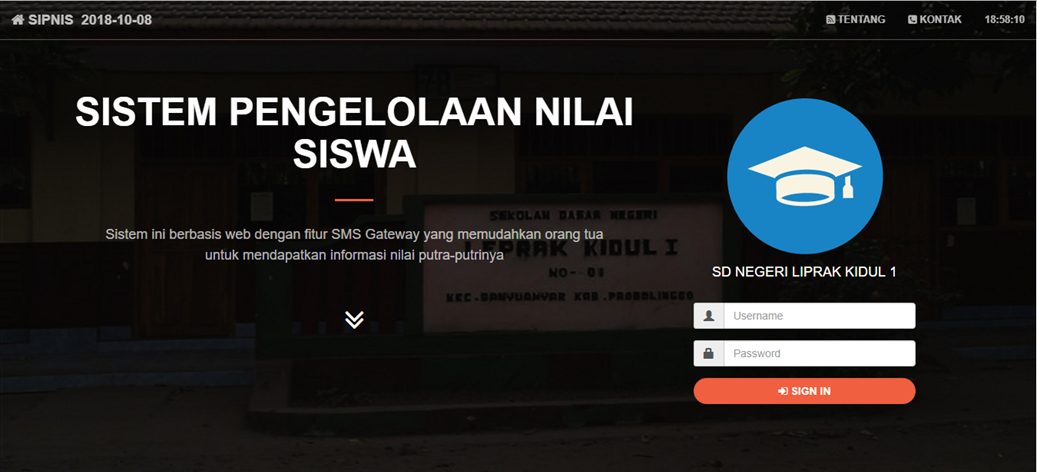 SIPNIS 2018-10-08
TENTANG
KONTAK
18:58:10
SISTEM PENGELOLAAN NILAI
SISWA
Sistem ini berbasis web dengan fitur SMS Gateway yang memudahkan orang tua
untuk mendapatkan informasi nilai putra-putrinya
SEKOLAH DASAR NEGERI
LIPRAK KIDUL I
KEC. BANYUANYAR KAB. PROBOLINGGO
SD NEGERI LIPRAK KIDUL 1
Username
Password
SIGN IN